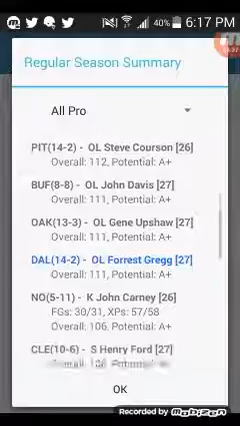 40% 6:17 PM
Regular Season Summary
All Pro
PIT(14-2) - OL Steve Courson [26]
Overall: 112, Potential: A+
BUF(8-8) - OL John Davis [27]
Overall: 111, Potential: A+
OAK(13-3) - OL Gene Upshaw [27]
Overall: 111, Potential: A+
DAL(14-2) - OL Forrest Gregg [27]
Overall: 111, Potential: A+
NO(5-11) - K John Carney [26]
FGs: 30/31, XPs: 57/58
Overall: 106, Potential: A+
CLE(10-6) - S Henry Ford [27]
OK
Recorded by Mobizen